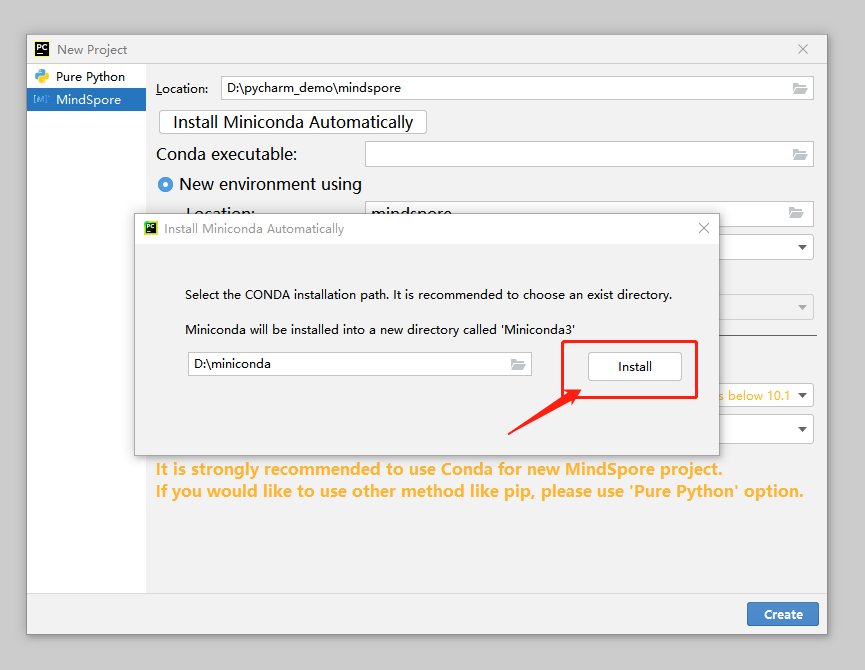 PC New Project
Pure Python
[M] MindSpore
Location: D:\pycharm_demo\mindspore
Install Miniconda Automatically
Conda executable:
New environment using
Location: mindspore
PC Install Miniconda Automatically
Select the CONDA installation path. It is recommended to choose an exist directory.
Miniconda will be installed into a new directory called 'Miniconda3'
D:\miniconda Install
below 10.1
It is strongly recommended to use Conda for new MindSpore project.
If you would like to use other method like pip, please use 'Pure Python' option.
Create